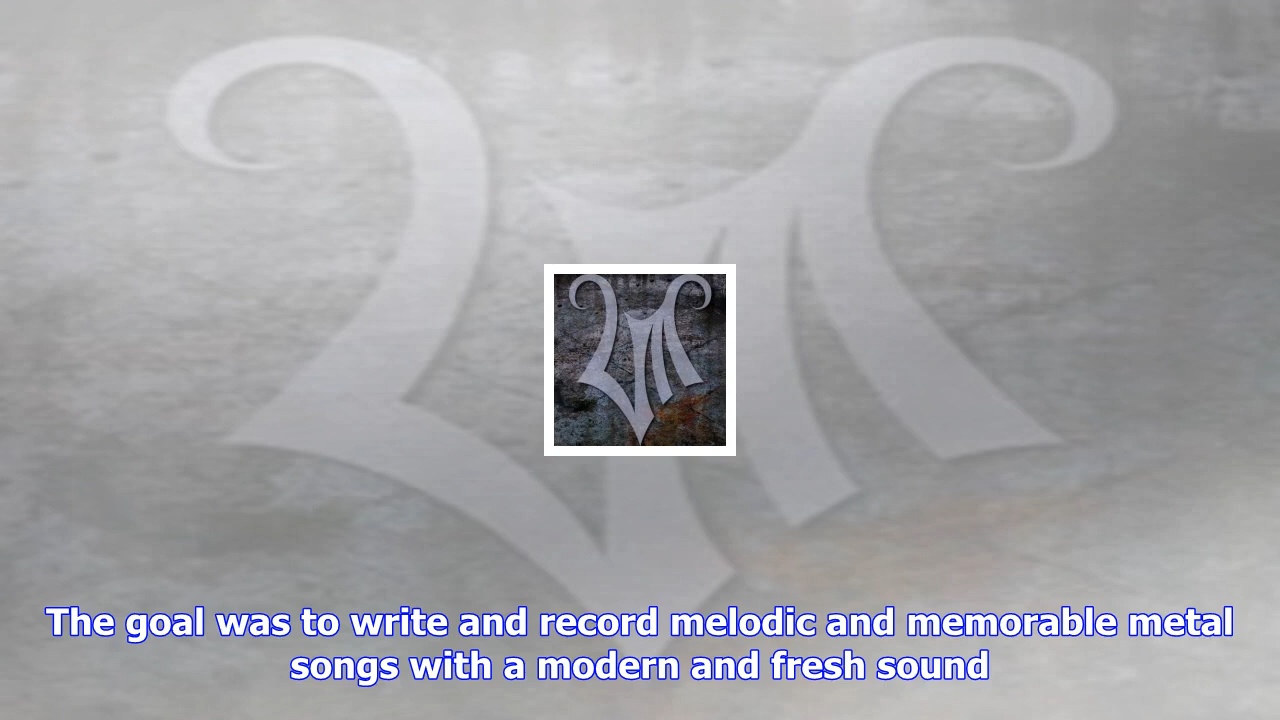 The goal was to write and record melodic and memorable metal
songs with a modern and fresh sound